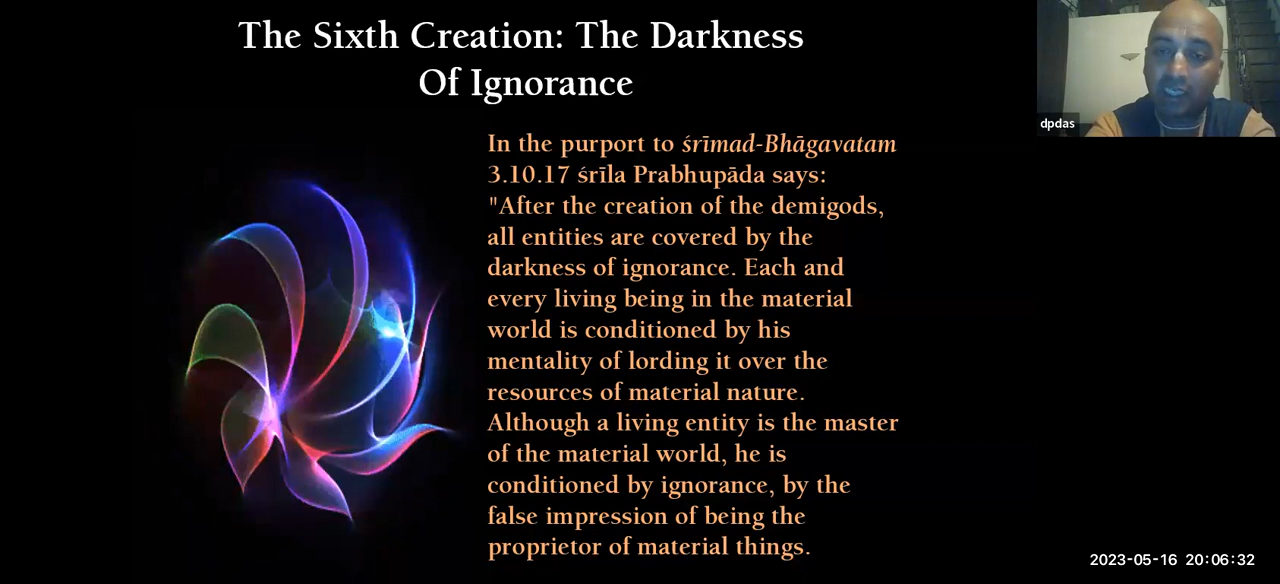 The Sixth Creation: The Darkness
Of Ignorance
In the purport to śrīmad-Bhāgavatam
3.10.17 śrīla Prabhupāda says:
"After the creation of the demigods,
all entities are covered by the
darkness of ignorance. Each and
every living being in the material
world is conditioned by his
mentality of lording it over the
resources of material nature.
Although a living entity is the master
of the material world, he is
conditioned by ignorance, by the
false impression of being the
proprietor of material things.
dpdas
2023-05-16 20:06:32